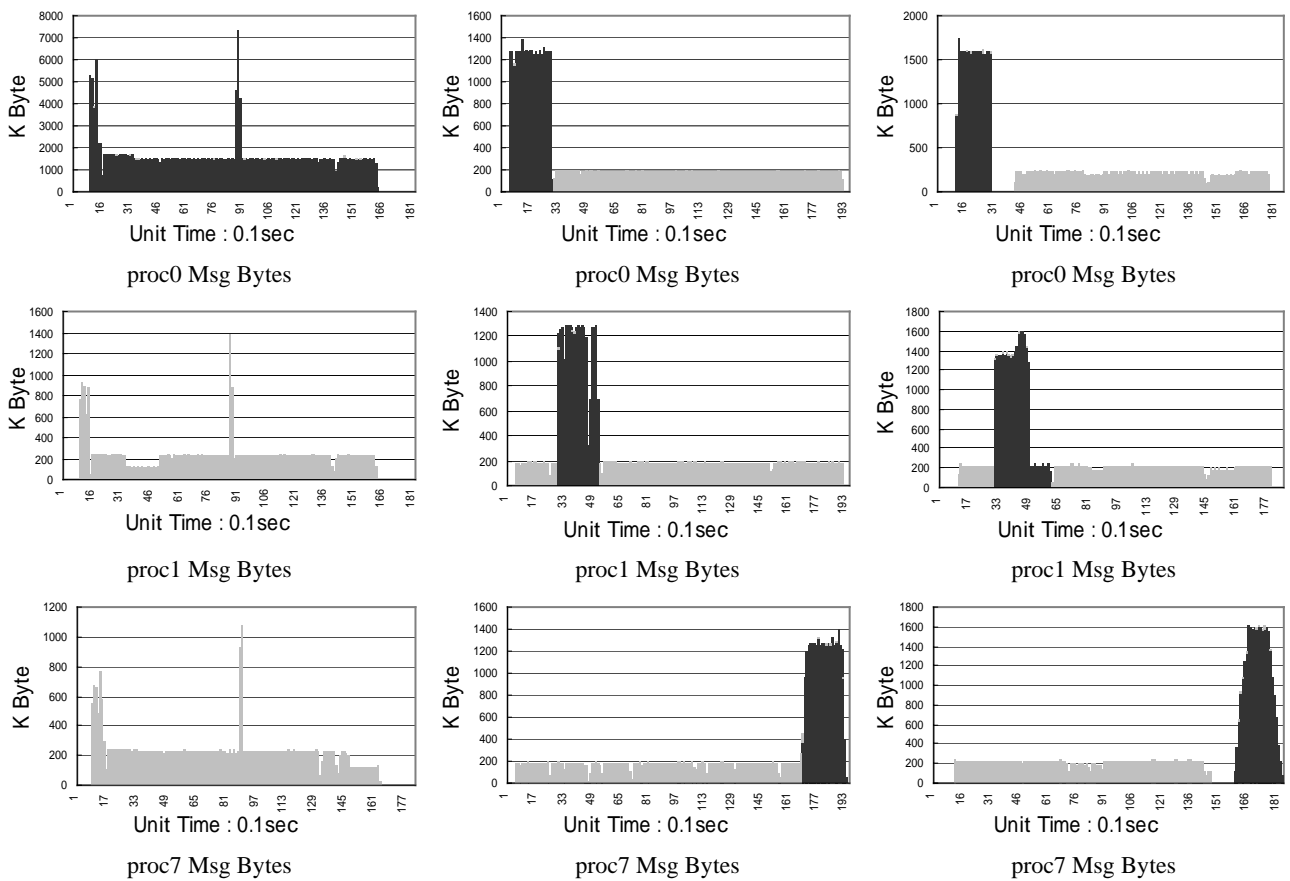 8000
7000
6000
5000
4000
3000
2000
1000
0
K Byte
1 16 31 46 61 76 91 106 121 136 151 166 181
Unit Time : 0.1sec
proc0 Msg Bytes
1600
1400
1200
1000
800
600
400
200
0
K Byte
1 17 33 49 65 81 97 113 129 145 161 177 193
Unit Time : 0.1sec
proc0 Msg Bytes
2000
1500
1000
500
0
K Byte
1 16 31 46 61 76 91 106 121 136 151 166 181
Unit Time : 0.1sec
proc0 Msg Bytes
1600
1400
1200
1000
800
600
400
200
0
K Byte
1 16 31 46 61 76 91 106 121 136 151 166 181
Unit Time : 0.1sec
proc1 Msg Bytes
1400
1200
1000
800
600
400
200
0
K Byte
1 17 33 49 65 81 97 113 129 145 161 177 193
Unit Time : 0.1sec
proc1 Msg Bytes
1800
1600
1400
1200
1000
800
600
400
200
0
K Byte
1 17 33 49 65 81 97 113 129 145 161 177
Unit Time : 0.1sec
proc1 Msg Bytes
1200
1000
800
600
400
200
0
K Byte
1 17 33 49 65 81 97 113 129 145 161 177
Unit Time : 0.1sec
proc7 Msg Bytes
1600
1400
1200
1000
800
600
400
200
0
K Byte
1 17 33 49 65 81 97 113 129 145 161 177 193
Unit Time : 0.1sec
proc7 Msg Bytes
1800
1600
1400
1200
1000
800
600
400
200
0
K Byte
1 16 31 46 61 76 91 106 121 136 151 166 181
Unit Time : 0.1sec
proc7 Msg Bytes